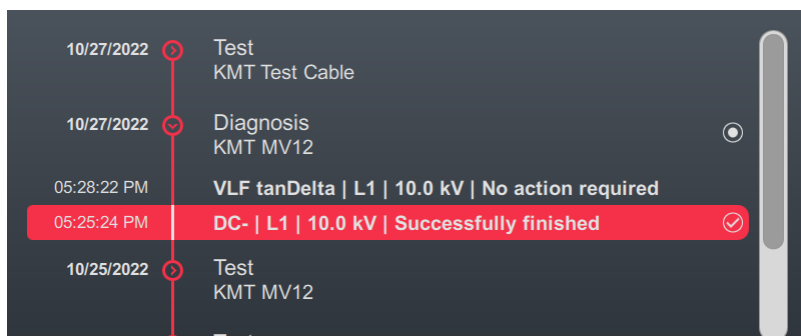 10/27/2022 Test
KMT Test Cable
10/27/2022 Diagnosis
KMT MV12
05:28:22 PM VLF tanDelta | L1 | 10.0 kV | No action required
05:25:24 PM DC- | L1 | 10.0 kV | Successfully finished
10/25/2022 Test
KMT MV12